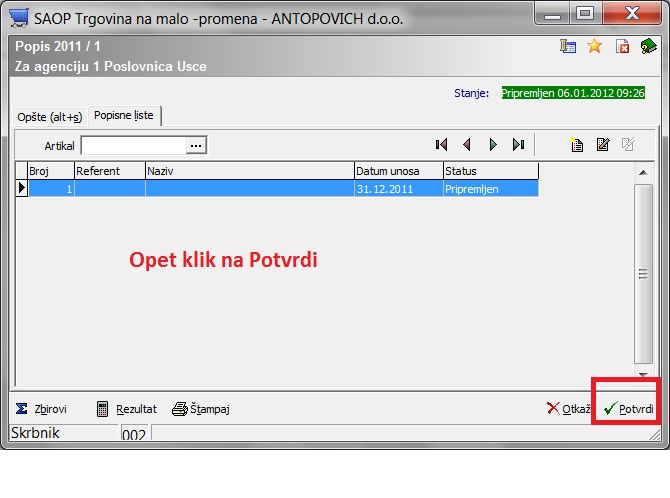 SAOP Trgovina na malo -promena - ANTOPOVICH d.o.o.
Popis 2011 / 1
Za agenciju 1 Poslovnica Usce
Stanje: Pripremljen 06.01.2012 09:26
Opšte (alt+s) Popisne liste
Artikal ...
Broj Referent Naziv Datum unosa Status
1 31.12.2011 Pripremljen
Opet klik na Potvrdi
Zbirovi Rezultat Štampaj Otkaži Potvrdi
Skrbnik 002